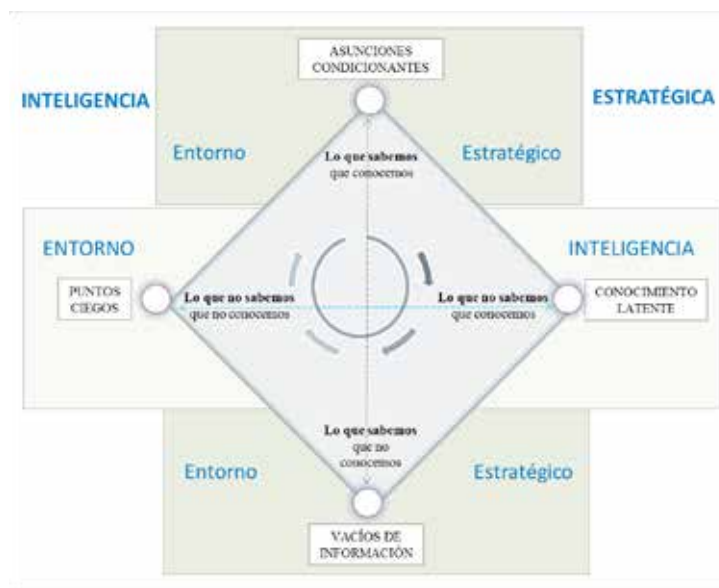 ASUNCIONES
CONDICIONANTES
INTELIGENCIA
ESTRATÉGICA
Entorno
Estratégico
Lo que sabemos
que conocemos
ENTORNO
INTELIGENCIA
PUNTOS
CIEGOS
Lo que no sabemos
que no conocemos
Lo que no sabemos
que conocemos
CONOCIMIENTO
LATENTE
Lo que sabemos
que no
conocemos
Entorno
Estratégico
VACÍOS DE
INFORMACIÓN